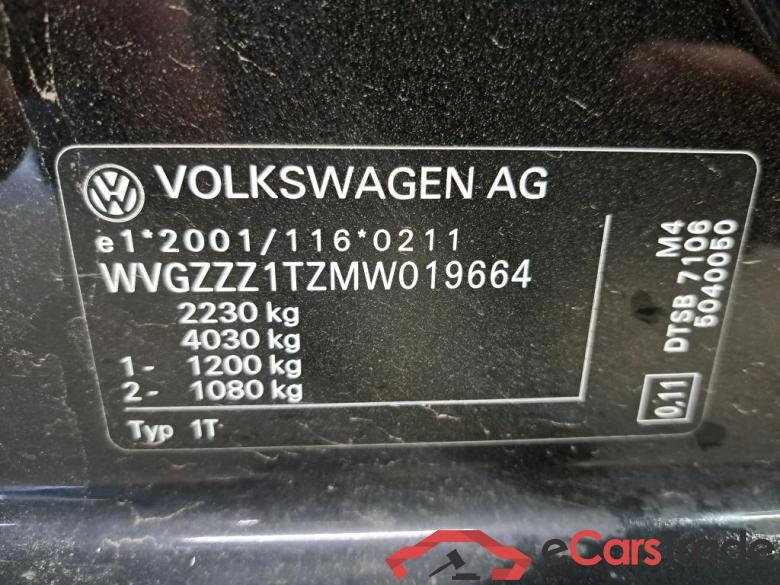 VOLKSWAGEN AG
e1*2001/116*0211
WVGZZZ1TZMW019664
2230 kg
4030 kg
1- 1200 kg
2- 1080 kg
Typ 1T
M4
DTSB 7106
5040050
0,11
eCarstrade